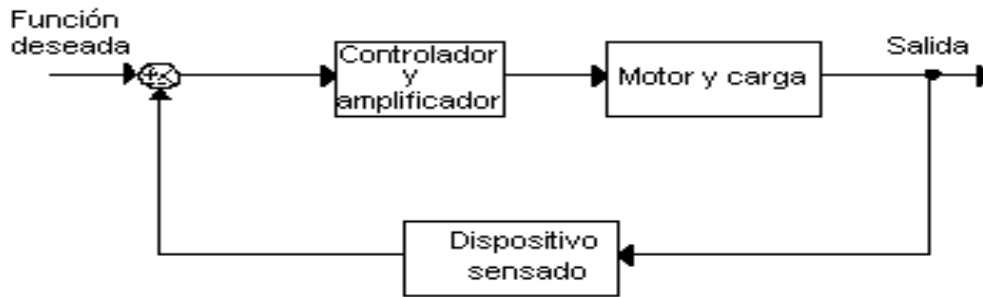 Función
deseada
Controlador
y
amplificador
Motor y carga
Salida
Dispositivo
sensado